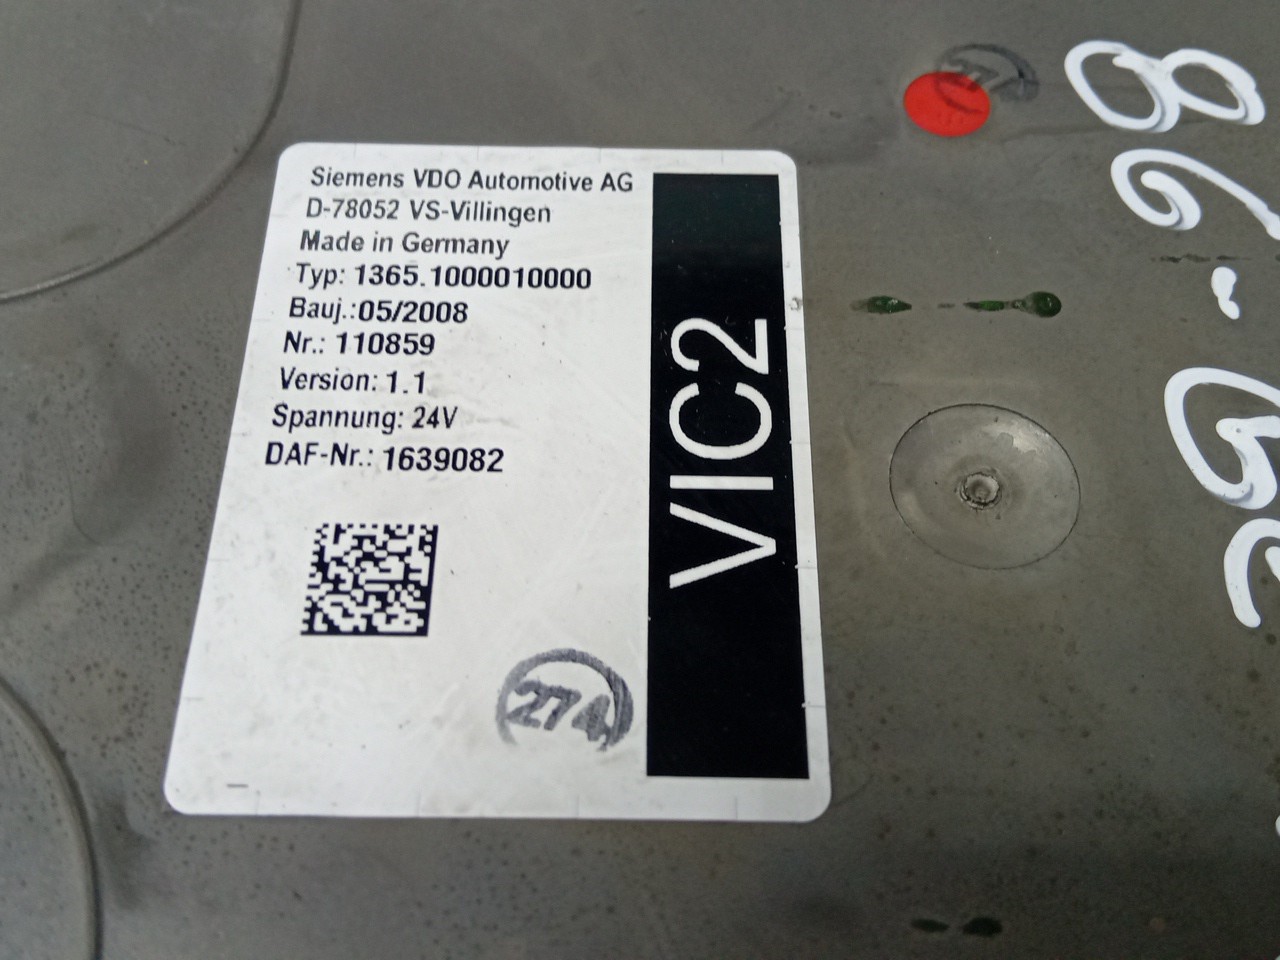 Siemens VDO Automotive AG
D-78052 VS-Villingen
Made in Germany
Typ: 1365.1000010000
Bauj.:05/2008
Nr.: 110859
Version: 1.1
Spannung: 24V
DAF-Nr.: 1639082
VIC2
274
274